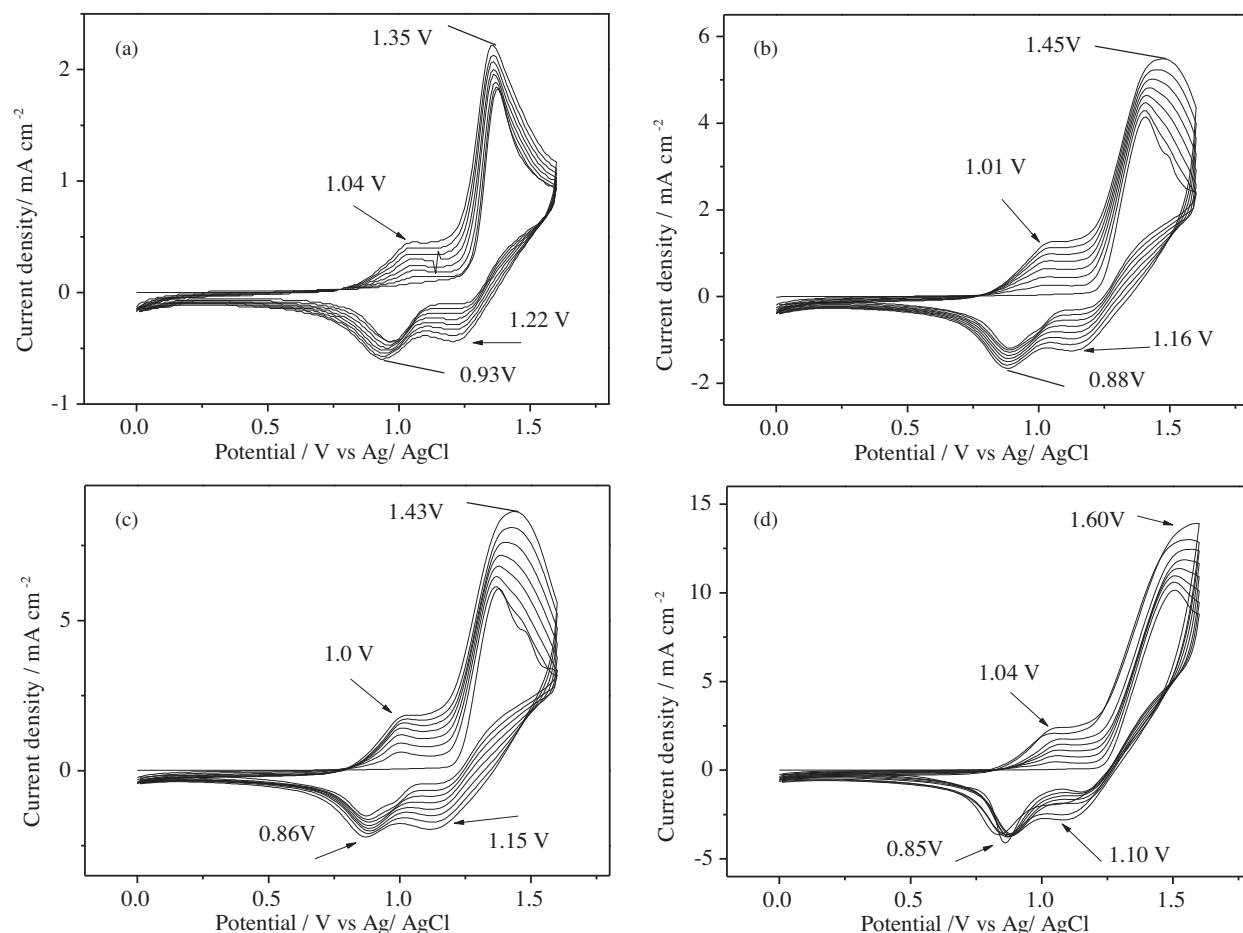 (a)
1.35 V
1.04 V
1.22 V
0.93V
2
1
0
-1
0.0 0.5 1.0 1.5
Current density/ mA cm⁻²
Potential / V vs Ag/ AgCl
(b)
1.45V
1.01 V
1.16 V
0.88V
6
4
2
0
-2
0.0 0.5 1.0 1.5
Current density / mA cm⁻²
Potential / V vs Ag/ AgCl
(c)
1.43V
1.0 V
0.86V
1.15 V
5
0
0.0 0.5 1.0 1.5
Current density / mA cm⁻²
Potential / V vs Ag/ AgCl
(d)
1.60V
1.04 V
0.85V
1.10 V
15
10
5
0
-5
0.0 0.5 1.0 1.5
Current density / mA cm⁻²
Potential /V vs Ag/ AgCl